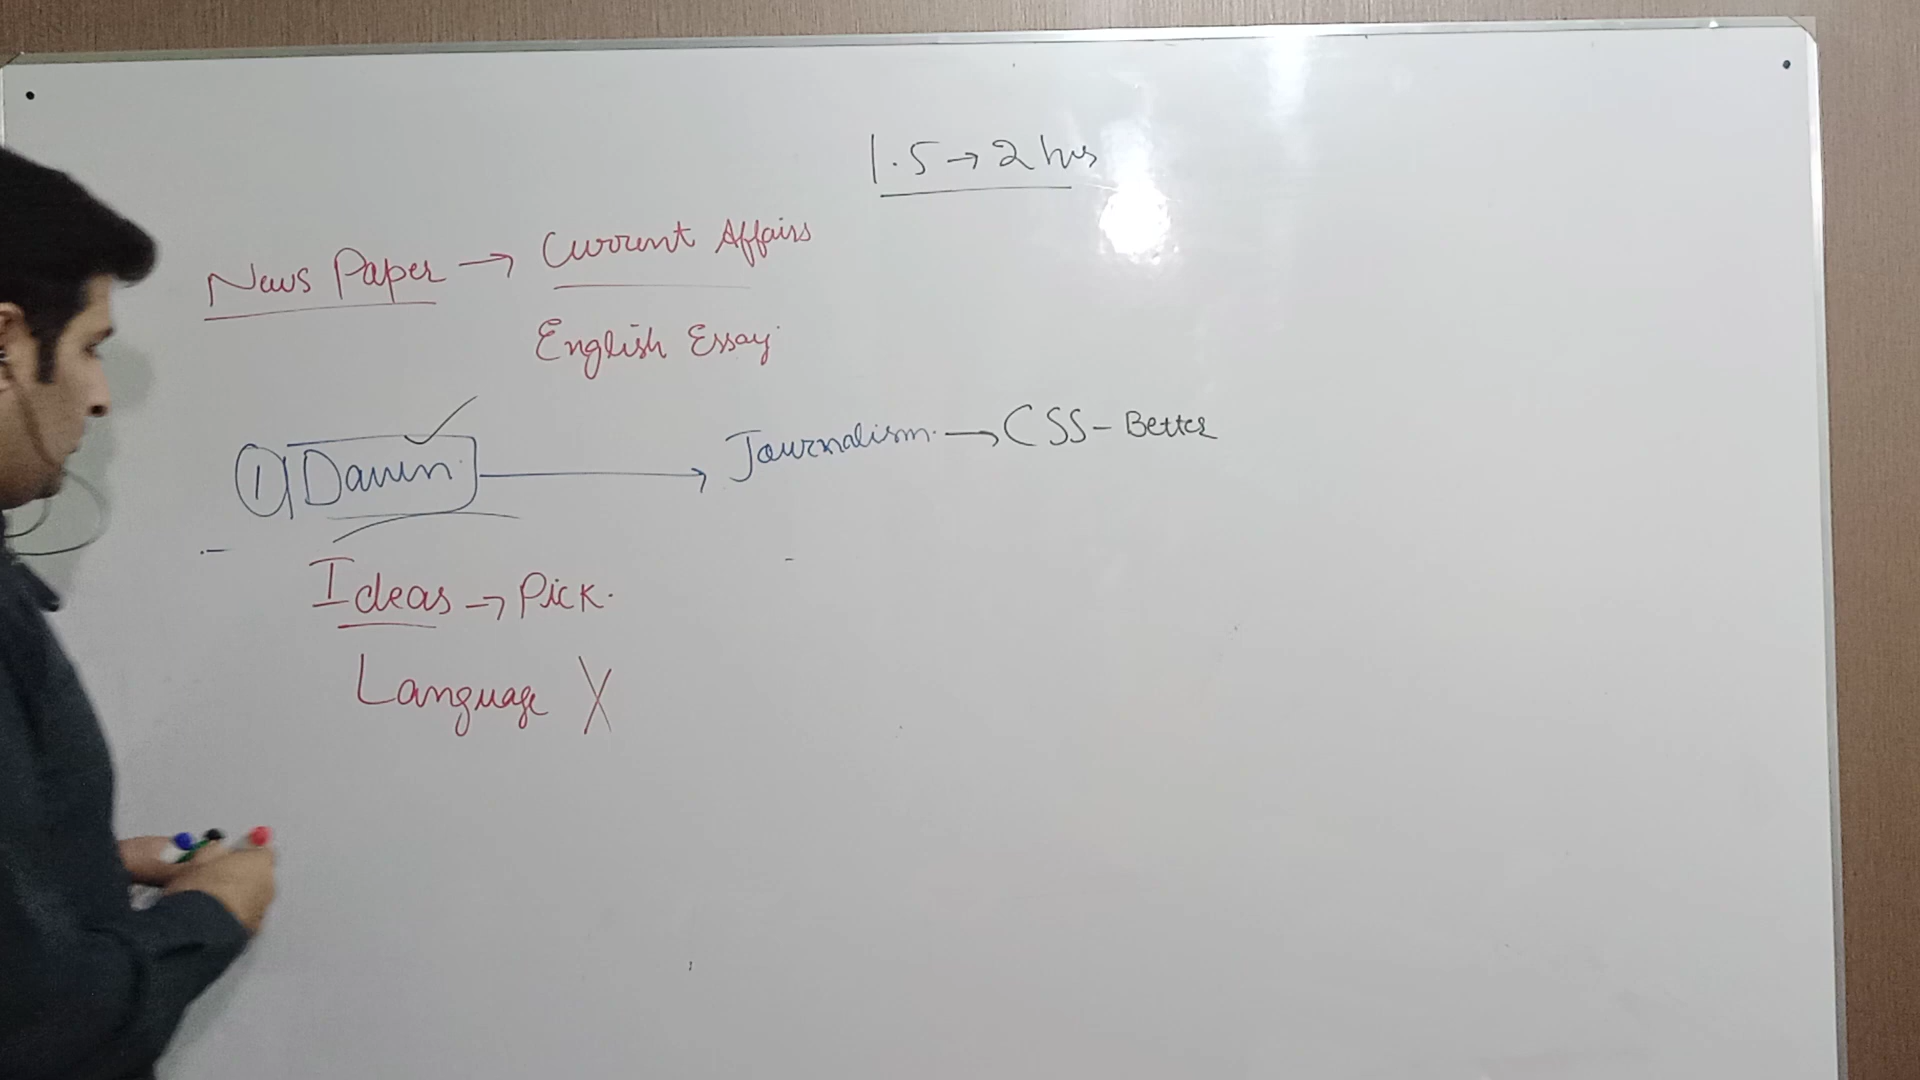 1.5 → 2 hrs
News Paper → Current Affairs
English Essay
1 Dawn → Journalism. → CSS - Better
Ideas → Pick.
Language X